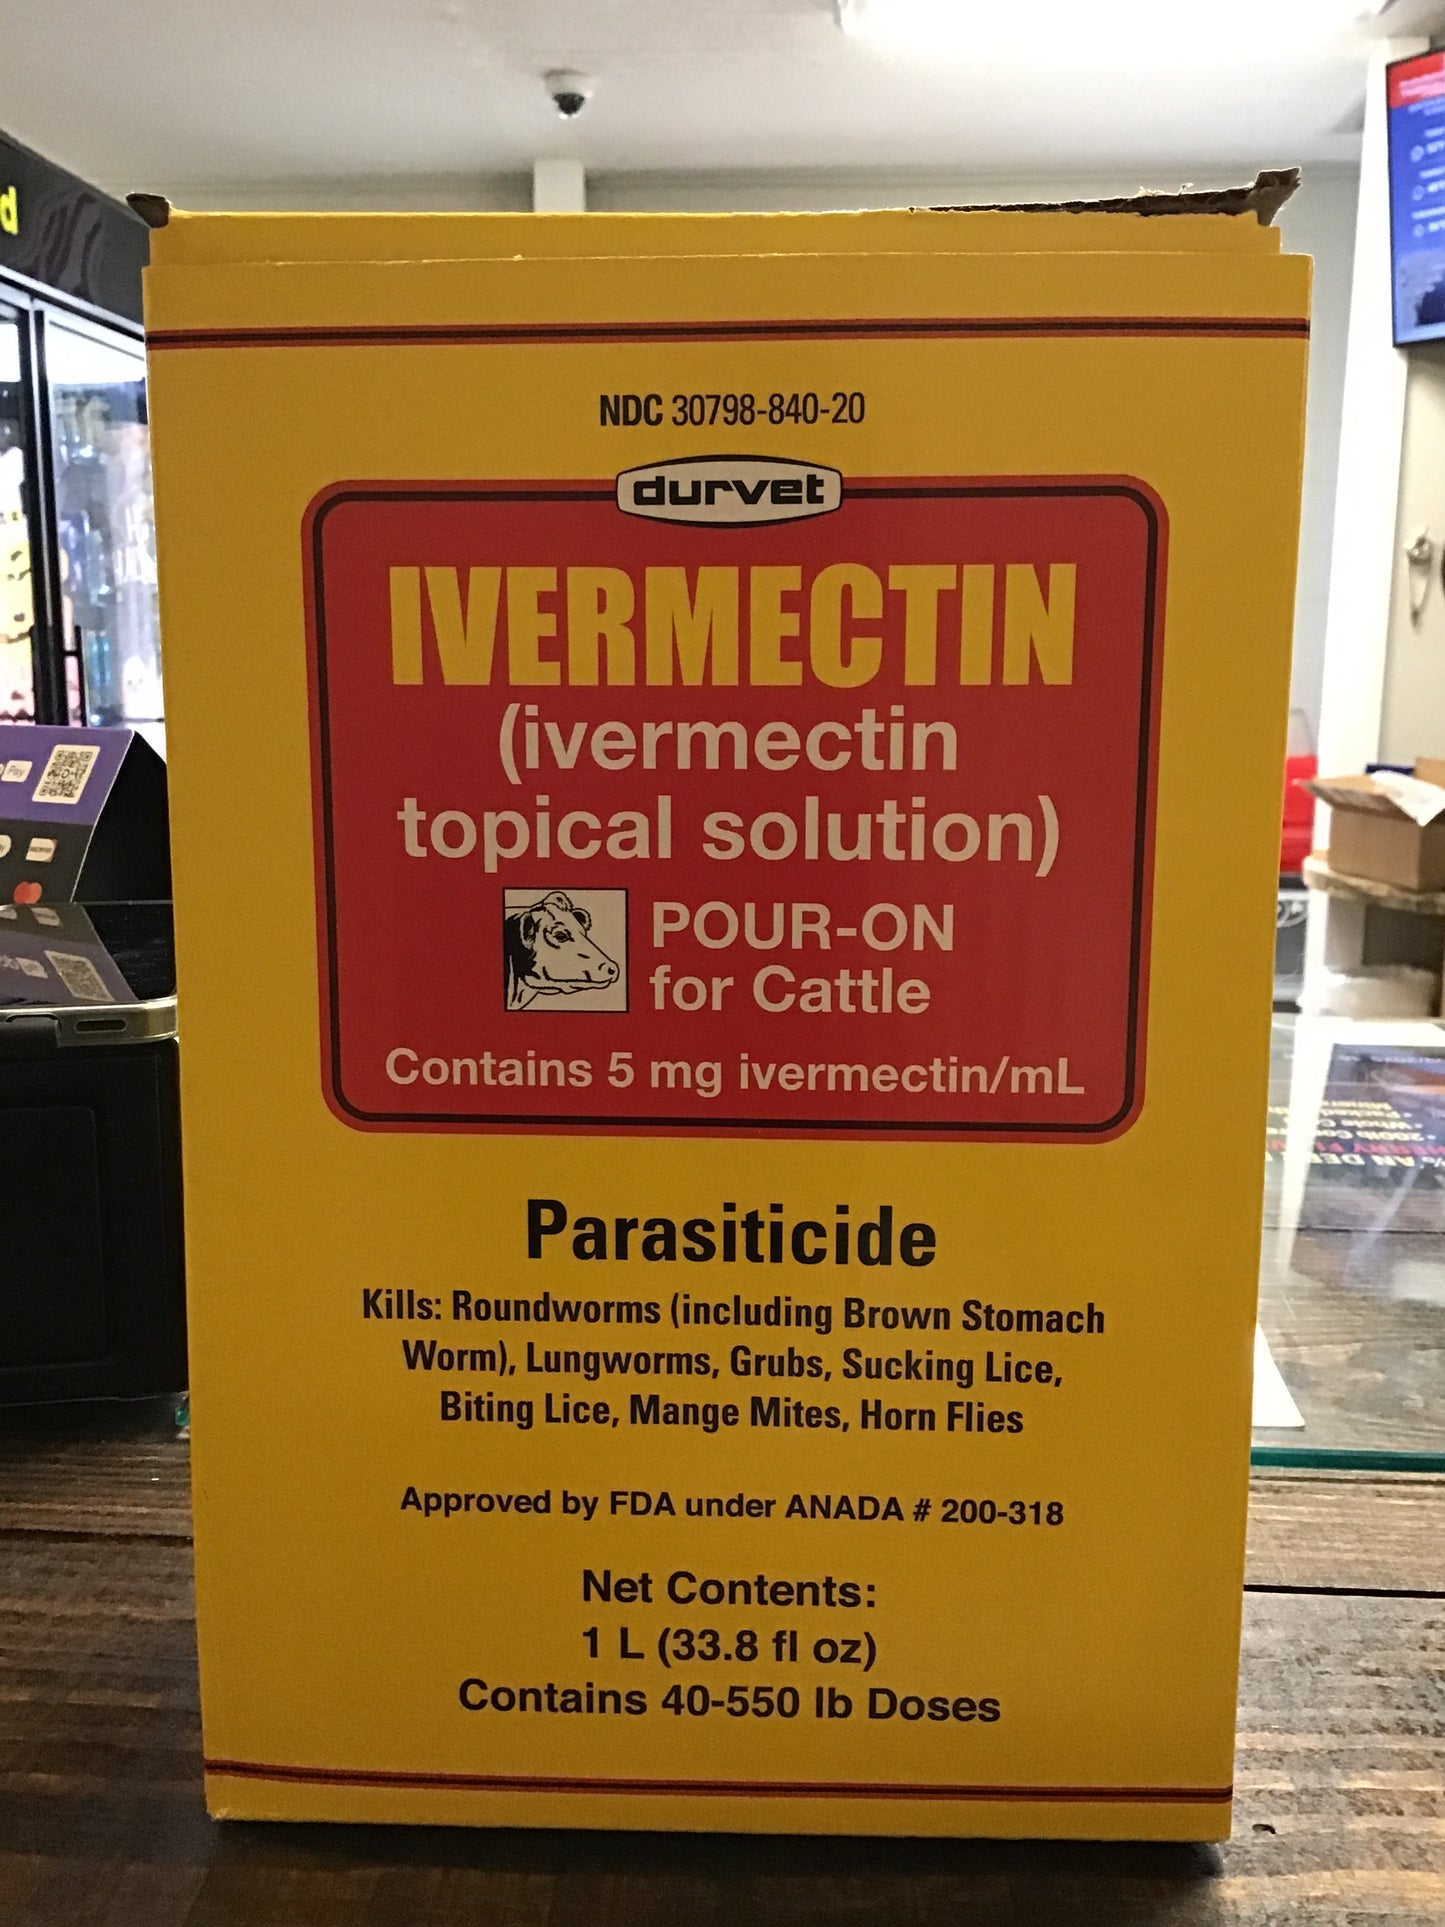 NDC 30798-840-20
durvet
IVERMECTIN
(ivermectin
topical solution)
POUR-ON
for Cattle
Contains 5 mg ivermectin/mL
Parasiticide
Kills: Roundworms (including Brown Stomach
Worm), Lungworms, Grubs, Sucking Lice,
Biting Lice, Mange Mites, Horn Flies
Approved by FDA under ANADA # 200-318
Net Contents:
1 L (33.8 fl oz)
Contains 40-550 lb Doses
d
Pay